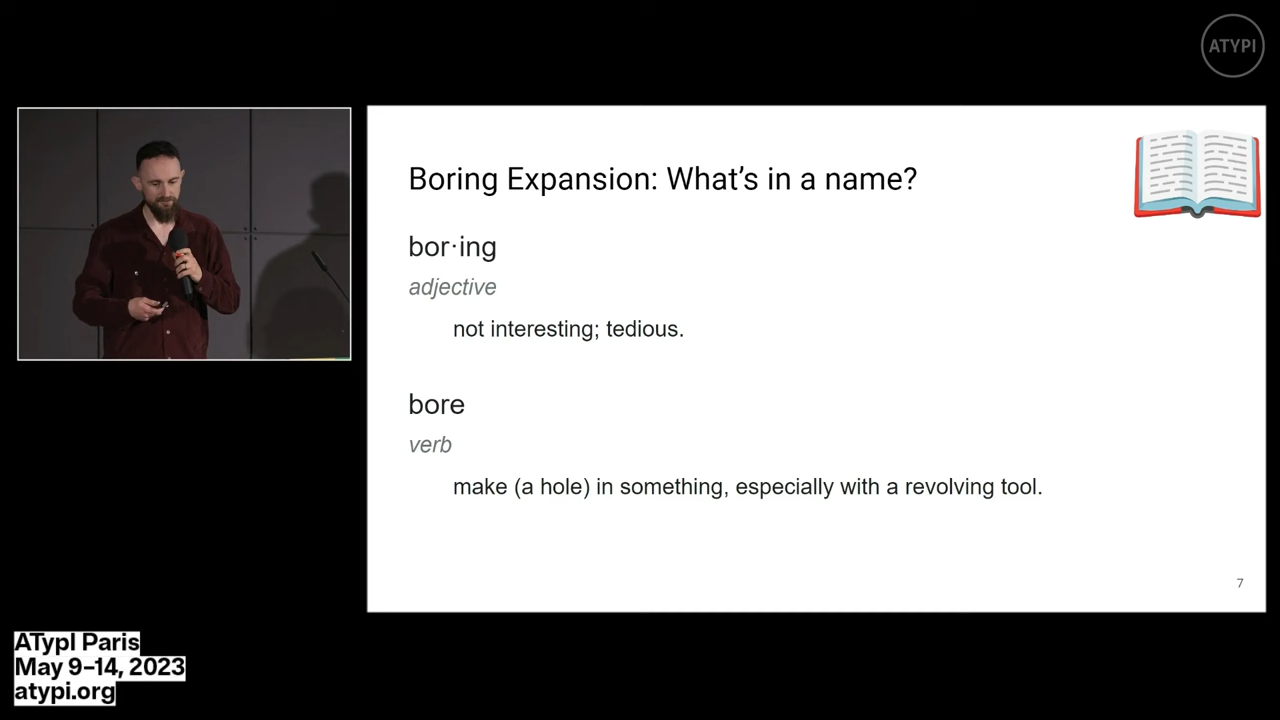 ATYPI
Boring Expansion: What’s in a name?
bor·ing
adjective
not interesting; tedious.
bore
verb
make (a hole) in something, especially with a revolving tool.
7
ATypI Paris
May 9–14, 2023
atypi.org